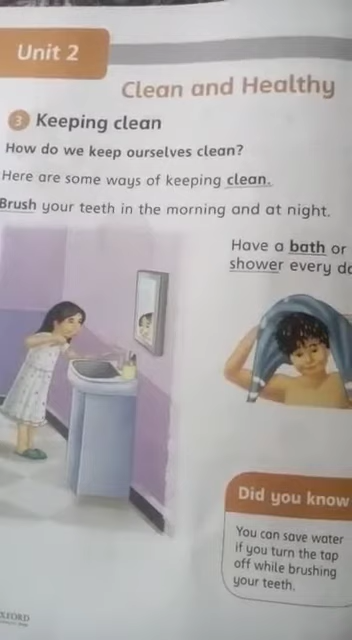 Unit 2
Clean and Healthy
3 Keeping clean
How do we keep ourselves clean?
Here are some ways of keeping clean.
Brush your teeth in the morning and at night.
Have a bath or
shower every
Did you know
You can save water
if you turn the tap
off while brushing
your teeth.
XFORD